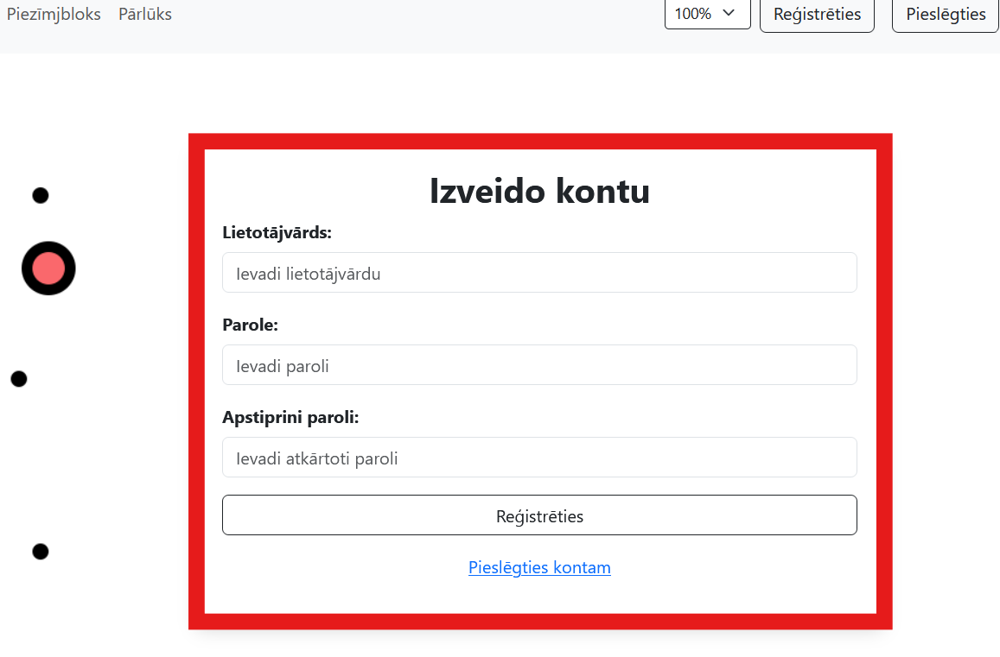 Piezīmjbloks Pārlūks 100% Reģistrēties Pieslēgties
Izveido kontu
Lietotājvārds:
Ievadi lietotājvārdu
Parole:
Ievadi paroli
Apstiprini paroli:
Ievadi atkārtoti paroli
Reģistrēties
Pieslēgties kontam